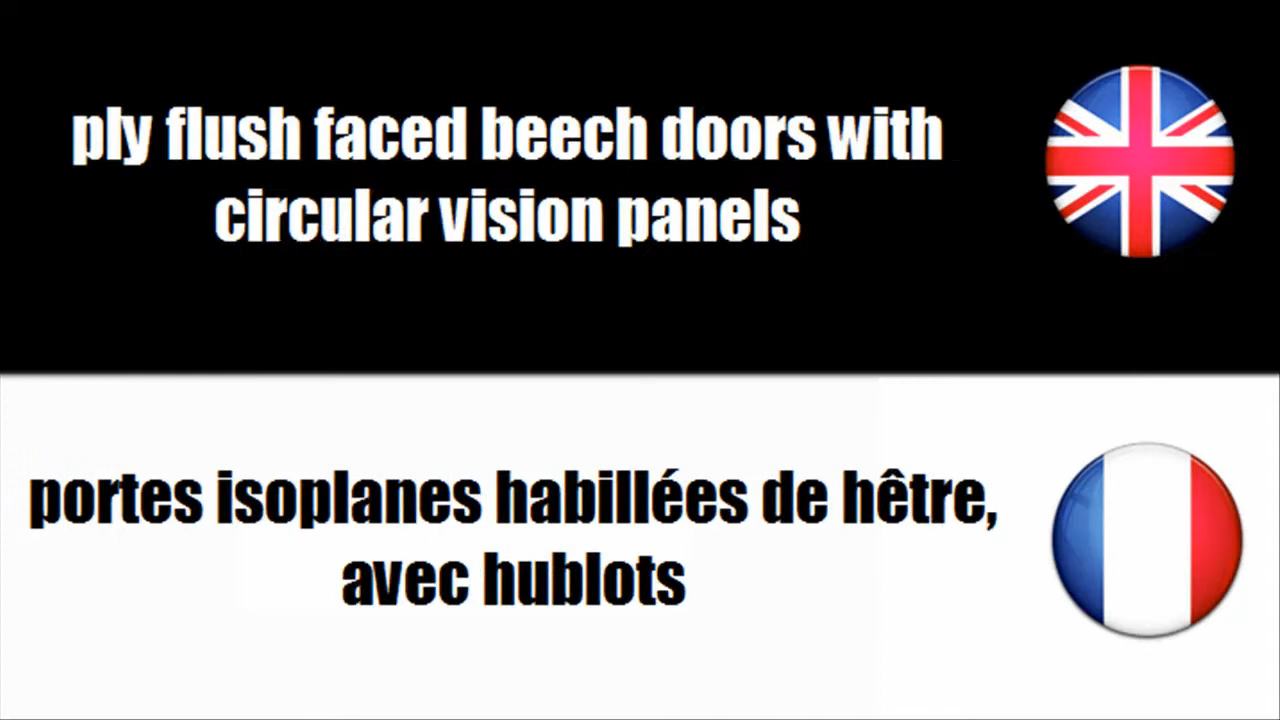 ply flush faced beech doors with
circular vision panels
portes isoplanes habillées de hêtre,
avec hublots